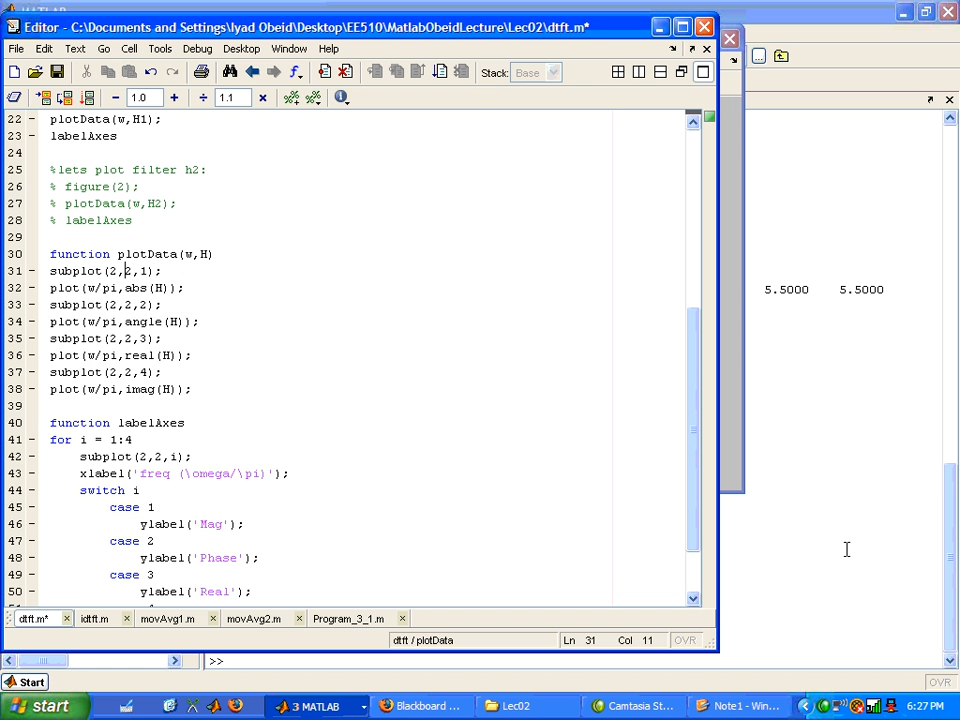 Editor - C:\Documents and Settings\Iyad Obeid\Desktop\EE510\MatlabObeidLecture\Lec02\dtft.m*
File Edit Text Go Cell Tools Debug Desktop Window Help
Stack: Base
1.0 1.1
22 plotData(w,H1);
23 labelAxes
24
25 %lets plot filter h2:
26 % figure(2);
27 % plotData(w,H2);
28 % labelAxes
29
30 function plotData(w,H)
31 - subplot(2,2,1);
32 - plot(w/pi,abs(H));
33 - subplot(2,2,2);
34 - plot(w/pi,angle(H));
35 - subplot(2,2,3);
36 - plot(w/pi,real(H));
37 - subplot(2,2,4);
38 - plot(w/pi,imag(H));
39
40 function labelAxes
41 - for i = 1:4
42 - subplot(2,2,i);
43 - xlabel('freq (\omega/\pi)');
44 - switch i
45 - case 1
46 - ylabel('Mag');
47 - case 2
48 - ylabel('Phase');
49 - case 3
50 - ylabel('Real');
5.5000 5.5000
dtft.m* idtft.m movAvg1.m movAvg2.m Program_3_1.m
dtft / plotData Ln 31 Col 11 OVR
>>
Start OVR
start 3 MATLAB Blackboard ... Lec02 Camtasia St... Note1 - Win... 6:27 PM